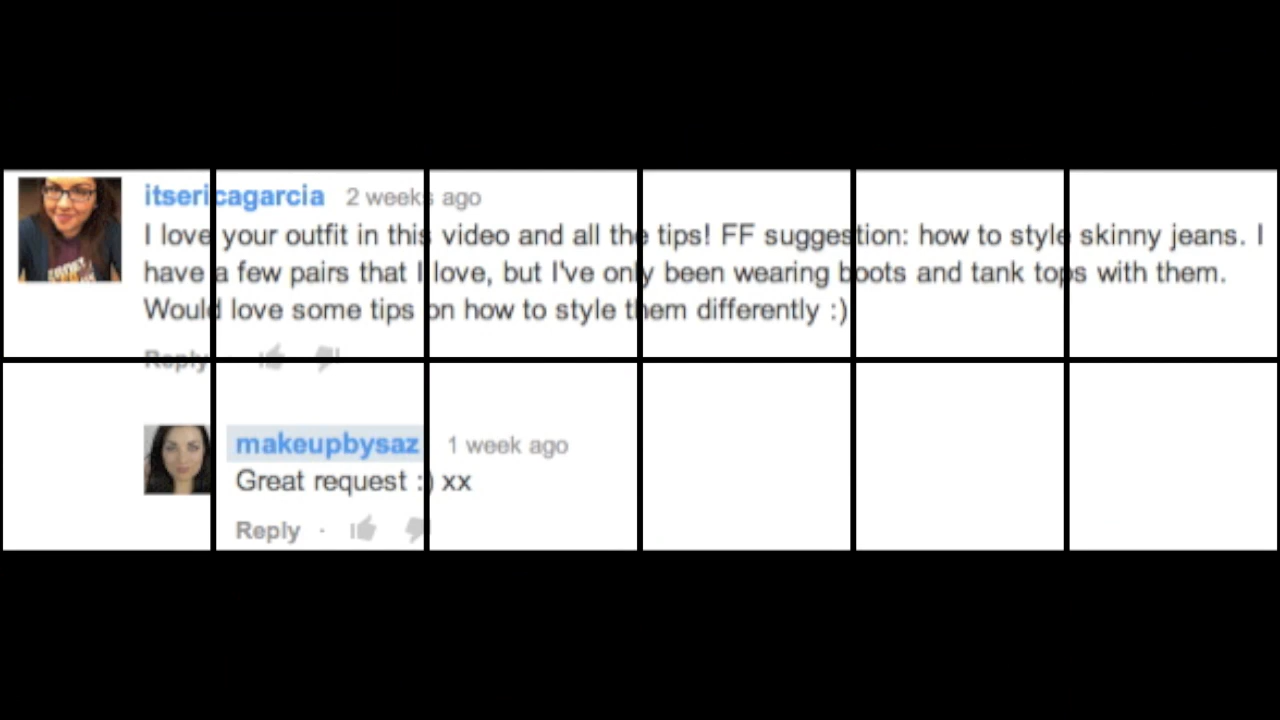 itsericagarcia 2 weeks ago
I love your outfit in this video and all the tips! FF suggestion: how to style skinny jeans. I
have a few pairs that I love, but I've only been wearing boots and tank tops with them.
Would love some tips on how to style them differently :)
Reply
makeupbysaz 1 week ago
Great request :) xx
Reply ·